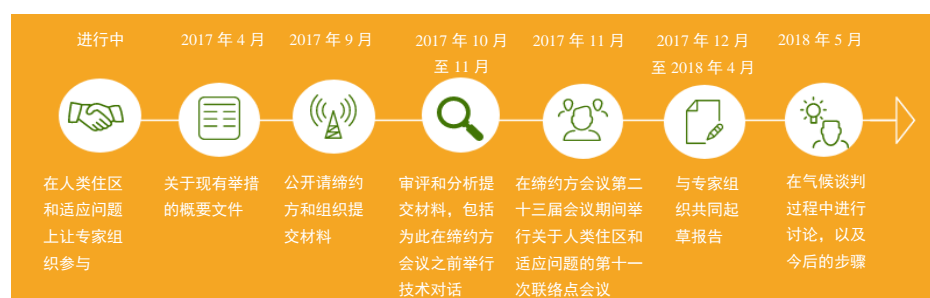 进行中
在人类住区
和适应问题
上让专家组
织参与
2017 年 4 月
关于现有举措
的概要文件
2017 年 9 月
公开请缔约
方和组织提
交材料
2017 年 10 月
至 11 月
审评和分析提
交材料，包括
为此在缔约方
会议之前举行
技术对话
2017 年 11 月
在缔约方会议第二
十三届会议期间举
行关于人类住区和
适应问题的第十一
次联络点会议
2017 年 12 月
至 2018 年 4 月
与专家组
织共同起
草报告
2018 年 5 月
在气候谈判
过程中进行
讨论，以及
今后的步骤